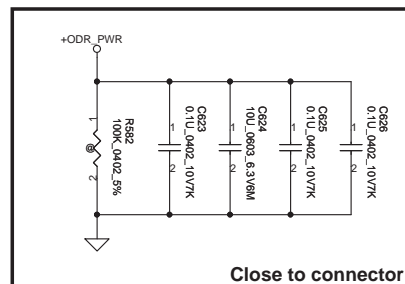 +ODR_PWR
1
2
@
R582
100K_0402_5%
1
2
C623
0.1U_0402_10V7K
1
2
C624
10U_0603_6.3V6M
1
2
C625
0.1U_0402_10V7K
1
2
C626
0.1U_0402_10V7K
Close to connector